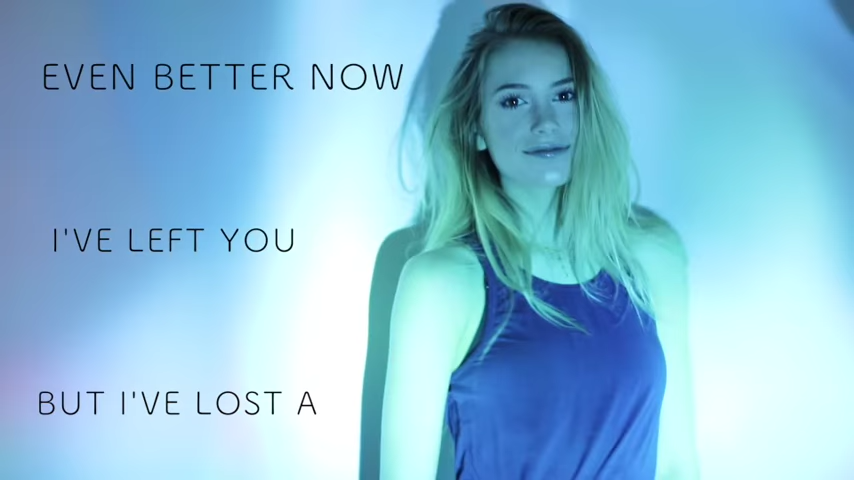 EVEN BETTER NOW
I'VE LEFT YOU
BUT I'VE LOST A